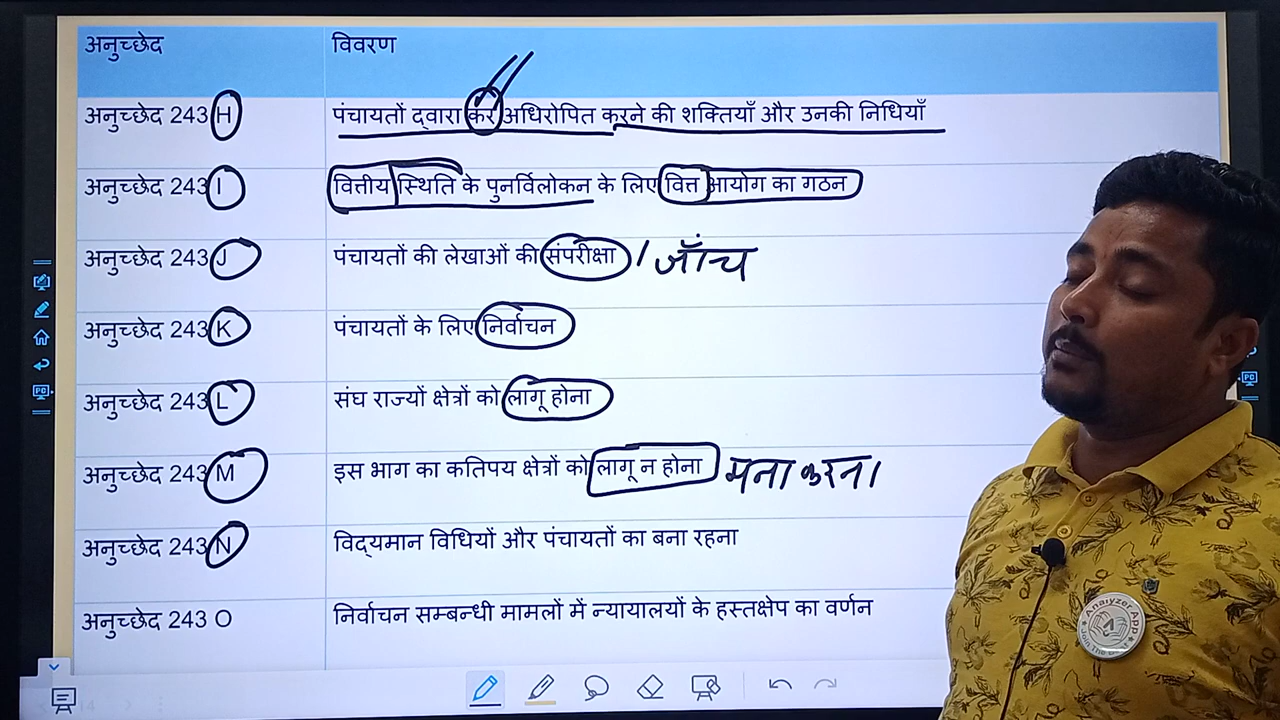 अनुच्छेद विवरण
अनुच्छेद 243 H पंचायतों द्वारा कर अधिरोपित करने की शक्तियाँ और उनकी निधियाँ
अनुच्छेद 243 I वित्तीय स्थिति के पुनर्विलोकन के लिए वित्त आयोग का गठन
अनुच्छेद 243 J पंचायतों की लेखाओं की संपरीक्षा / जाँच
अनुच्छेद 243 K पंचायतों के लिए निर्वाचन
अनुच्छेद 243 L संघ राज्यों क्षेत्रों को लागू होना
अनुच्छेद 243 M इस भाग का कतिपय क्षेत्रों को लागू न होना मना करना
अनुच्छेद 243 N विद्यमान विधियों और पंचायतों का बना रहना
अनुच्छेद 243 O निर्वाचन सम्बन्धी मामलों में न्यायालयों के हस्तक्षेप का वर्णन
Analyzer App